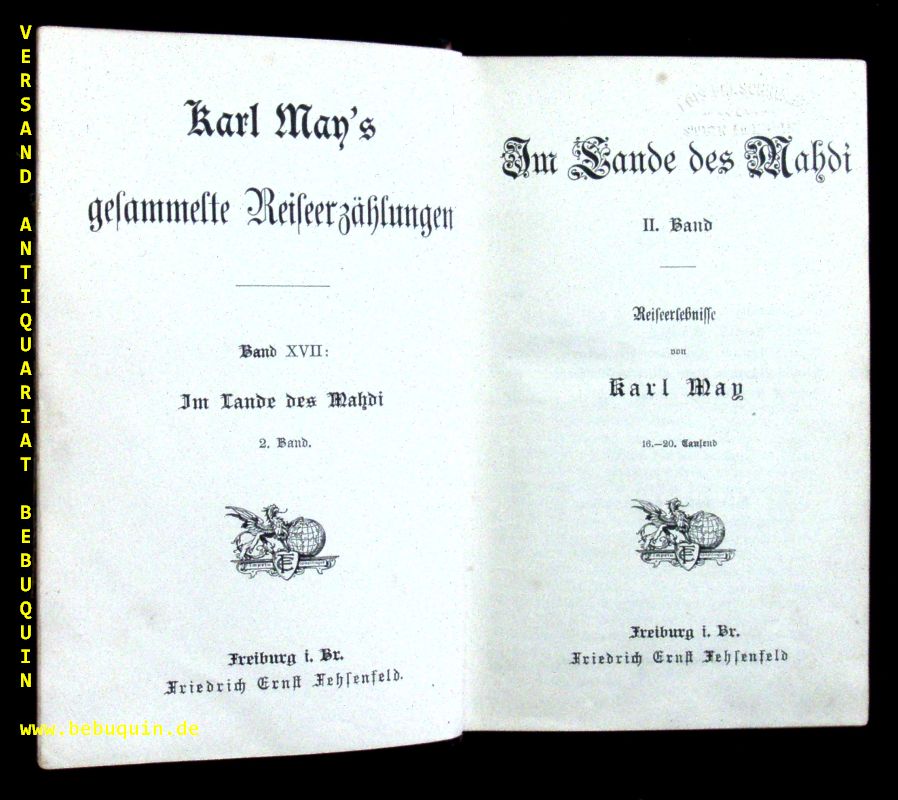 VERSAND ANTIQUARIAT BEBUQUIN
www.bebuquin.de
Karl May's
gesammelte Reiseerzählungen
Band XVII:
Im Lande des Mahdi
2. Band.
Freiburg i. Br.
Friedrich Ernst Fehsenfeld.
Im Lande des Mahdi
II. Band
Reiseerlebnisse
von
Karl May
16.—20. Tausend
Freiburg i. Br.
Friedrich Ernst Fehsenfeld